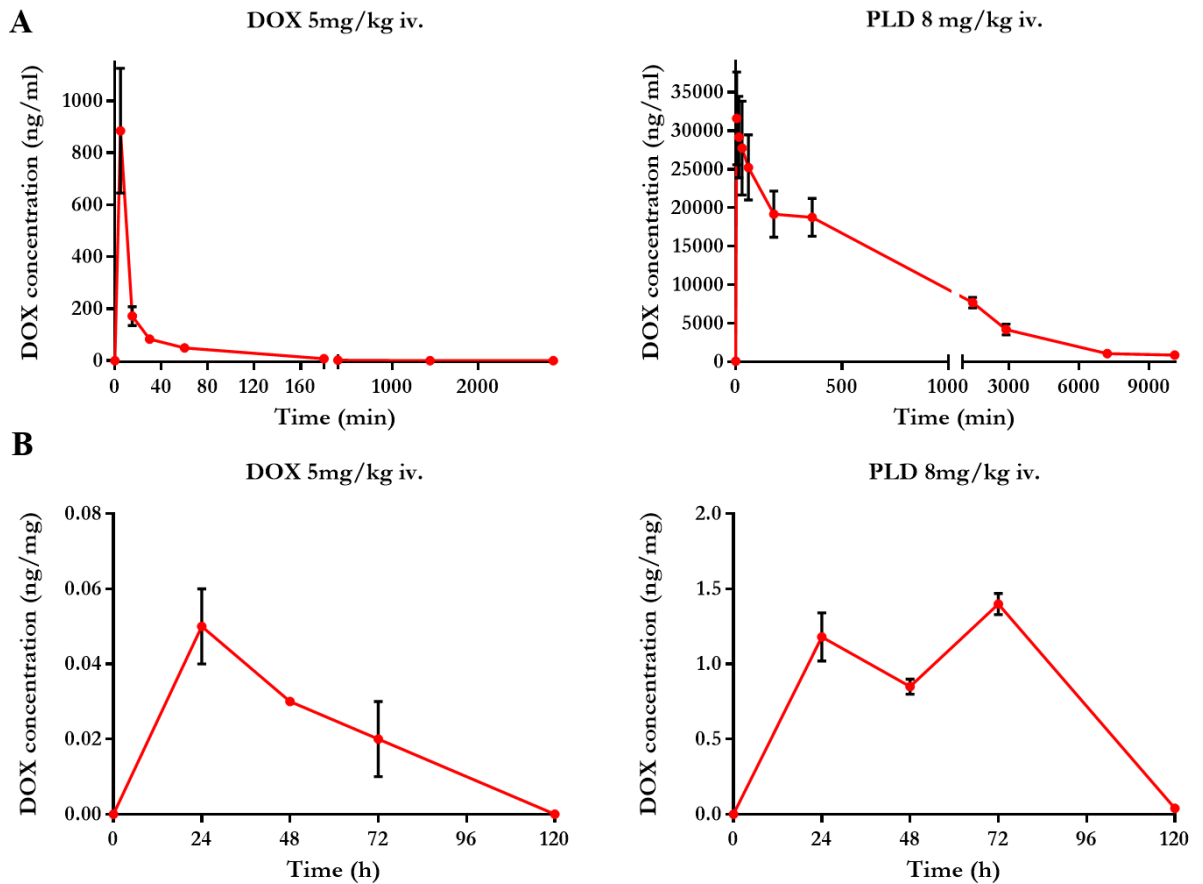 A
DOX 5mg/kg iv.
DOX concentration (ng/ml)
1000
800
600
400
200
0
0 40 80 120 160 1000 2000
Time (min)
PLD 8 mg/kg iv.
DOX concentration (ng/ml)
35000
30000
25000
20000
15000
10000
5000
0
0 500 1000 3000 6000 9000
Time (min)
B
DOX 5mg/kg iv.
DOX concentration (ng/mg)
0.08
0.06
0.04
0.02
0.00
0 24 48 72 96 120
Time (h)
PLD 8mg/kg iv.
DOX concentration (ng/mg)
2.0
1.5
1.0
0.5
0.0
0 24 48 72 96 120
Time (h)